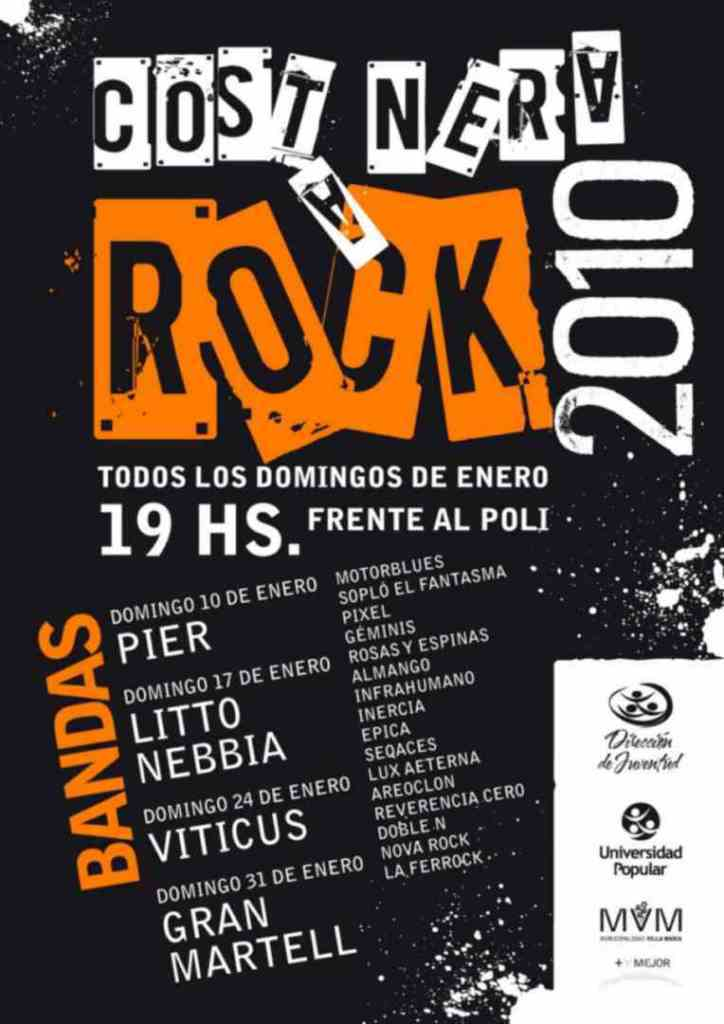 COSTANERA
ROCK
2010
TODOS LOS DOMINGOS DE ENERO
19 HS. FRENTE AL POLI
BANDAS
DOMINGO 10 DE ENERO
PIER
DOMINGO 17 DE ENERO
LITTO
NEBBIA
DOMINGO 24 DE ENERO
VITICUS
DOMINGO 31 DE ENERO
GRAN
MARTELL
MOTORBLUES
SOPLÓ EL FANTASMA
PIXEL
GÉMINIS
ROSAS Y ESPINAS
ALMANGO
INFRAHUMANO
INERCIA
EPICA
SEQACES
LUX AETERNA
AREOCLON
REVERENCIA CERO
DOBLE N
NOVA ROCK
LA FERROCK
Dirección
de Juventud
Universidad
Popular
MVM
MUNICIPALIDAD VILLA MARIA
+ Y MEJOR